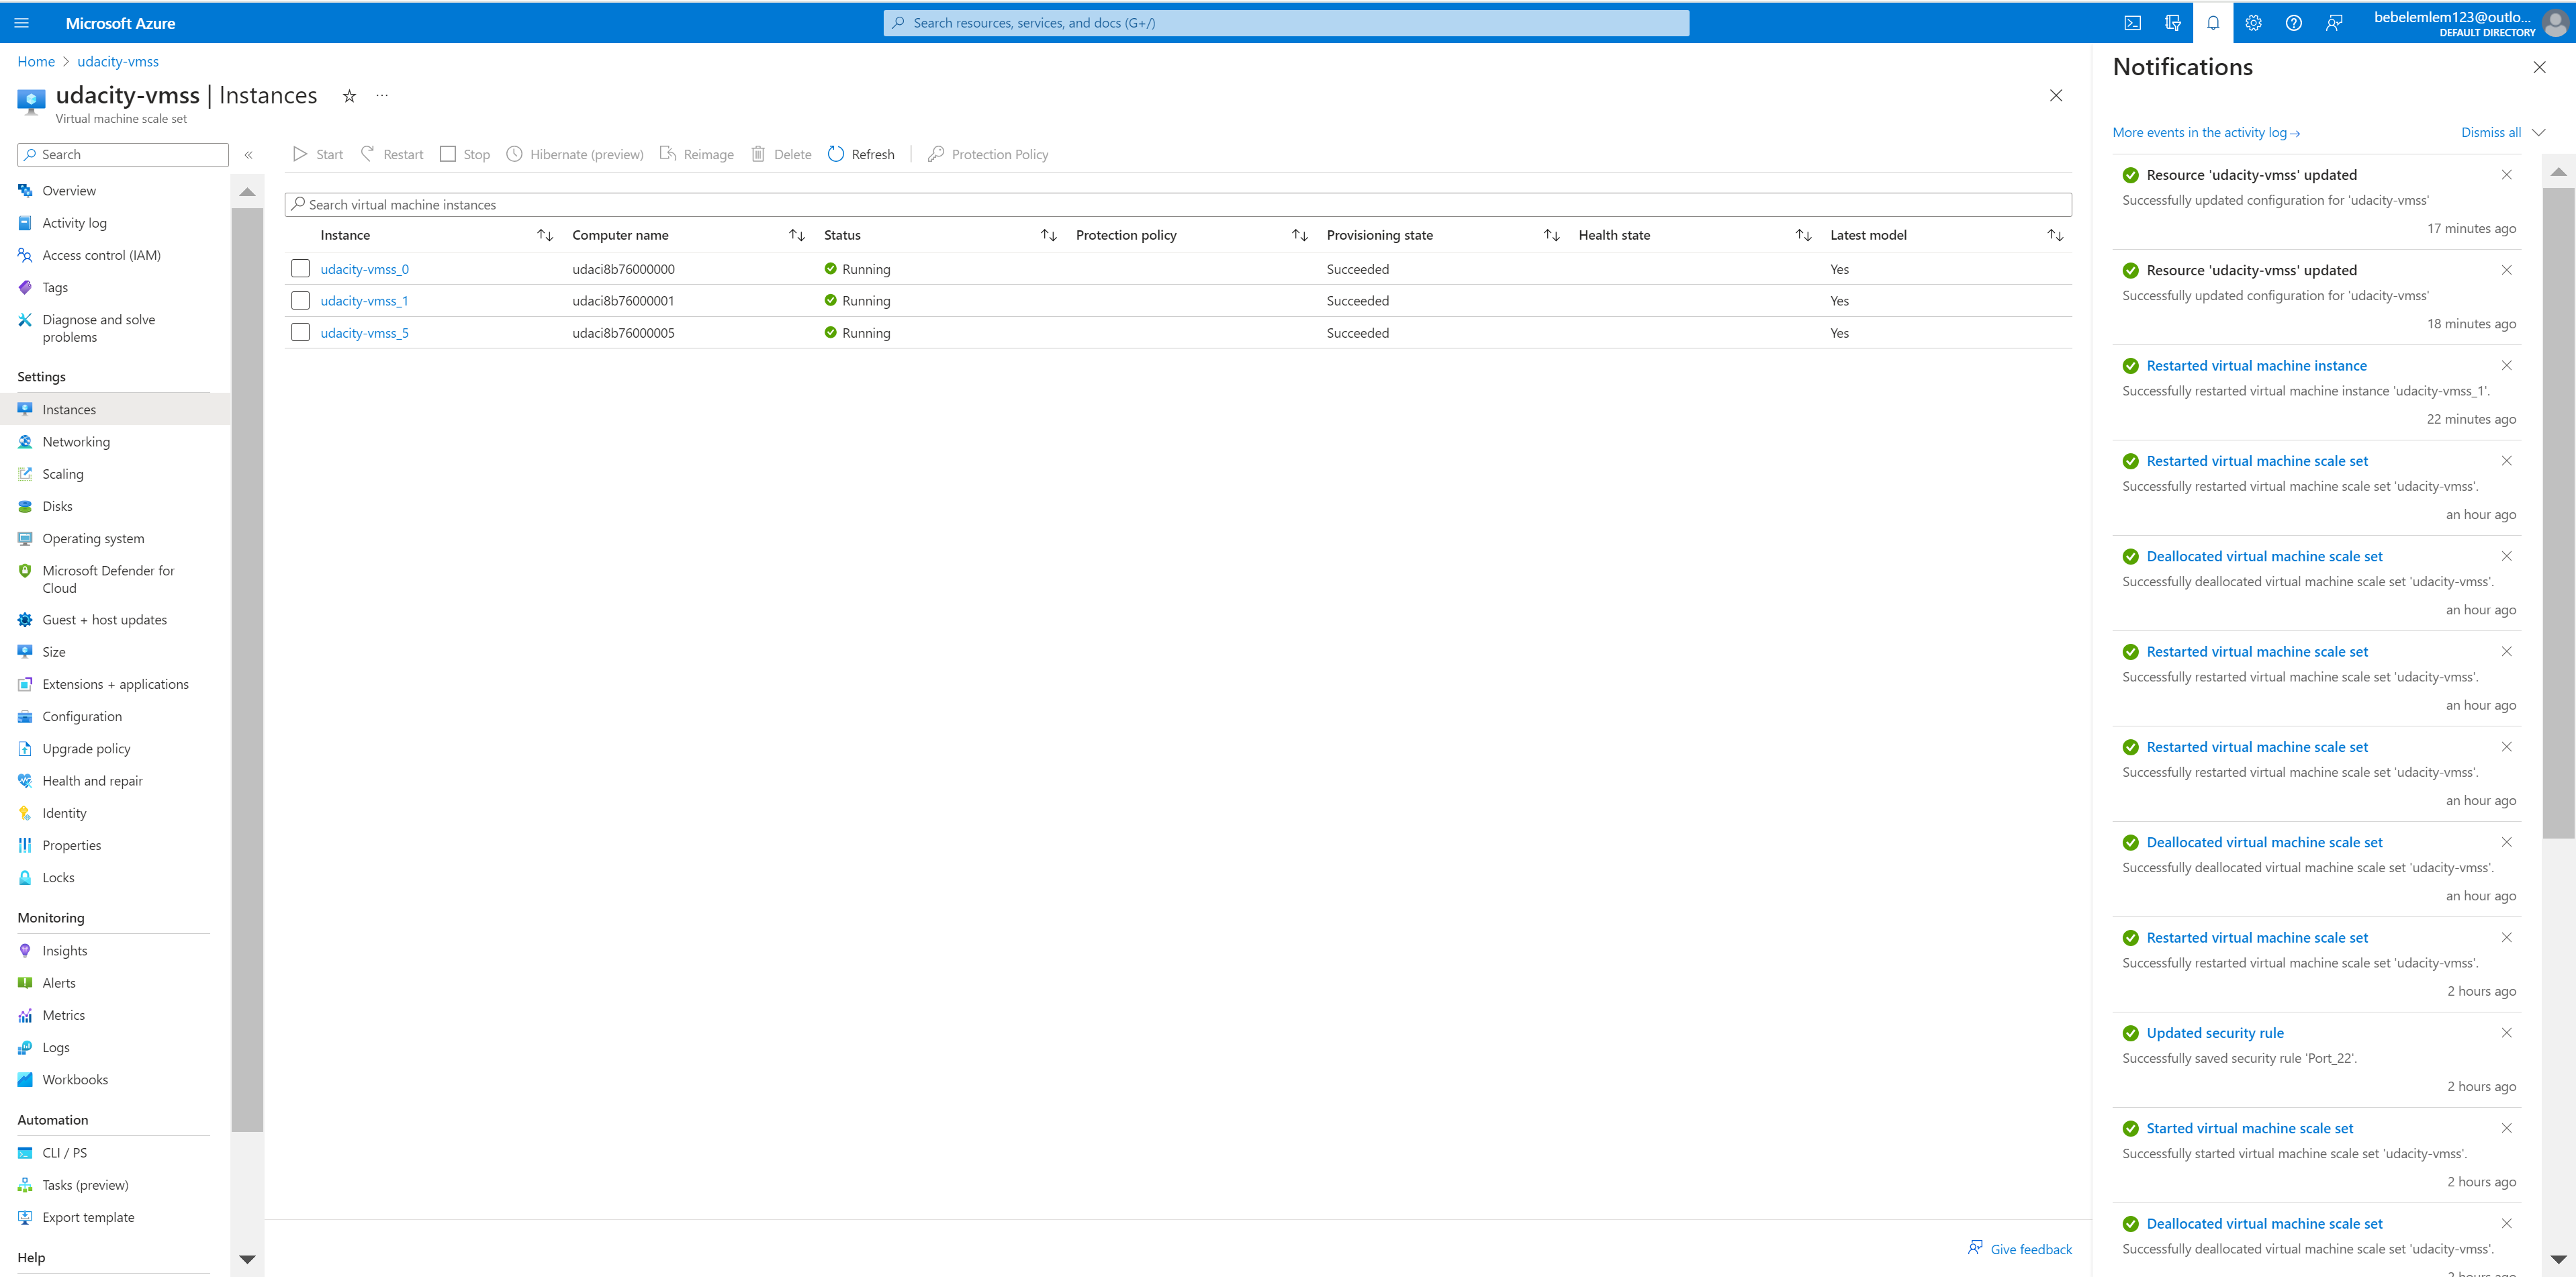 Microsoft Azure
Search resources, services, and docs (G+/)
bebelemlem123@outlo...
DEFAULT DIRECTORY
Home > udacity-vmss
udacity-vmss | Instances
Virtual machine scale set
Search
Overview
Activity log
Access control (IAM)
Tags
Diagnose and solve
problems
Settings
Instances
Networking
Scaling
Disks
Operating system
Microsoft Defender for
Cloud
Guest + host updates
Size
Extensions + applications
Configuration
Upgrade policy
Health and repair
Identity
Properties
Locks
Monitoring
Insights
Alerts
Metrics
Logs
Workbooks
Automation
CLI / PS
Tasks (preview)
Export template
Help
Start Restart Stop Hibernate (preview) Reimage Delete Refresh Protection Policy
Search virtual machine instances
Instance Computer name Status Protection policy Provisioning state Health state Latest model
udacity-vmss_0 udaci8b76000000 Running Succeeded Yes
udacity-vmss_1 udaci8b76000001 Running Succeeded Yes
udacity-vmss_5 udaci8b76000005 Running Succeeded Yes
Give feedback
Notifications
More events in the activity log → Dismiss all
Resource 'udacity-vmss' updated
Successfully updated configuration for 'udacity-vmss'
17 minutes ago
Resource 'udacity-vmss' updated
Successfully updated configuration for 'udacity-vmss'
18 minutes ago
Restarted virtual machine instance
Successfully restarted virtual machine instance 'udacity-vmss_1'.
22 minutes ago
Restarted virtual machine scale set
Successfully restarted virtual machine scale set 'udacity-vmss'.
an hour ago
Deallocated virtual machine scale set
Successfully deallocated virtual machine scale set 'udacity-vmss'.
an hour ago
Restarted virtual machine scale set
Successfully restarted virtual machine scale set 'udacity-vmss'.
an hour ago
Restarted virtual machine scale set
Successfully restarted virtual machine scale set 'udacity-vmss'.
an hour ago
Deallocated virtual machine scale set
Successfully deallocated virtual machine scale set 'udacity-vmss'.
an hour ago
Restarted virtual machine scale set
Successfully restarted virtual machine scale set 'udacity-vmss'.
2 hours ago
Updated security rule
Successfully saved security rule 'Port_22'.
2 hours ago
Started virtual machine scale set
Successfully started virtual machine scale set 'udacity-vmss'.
2 hours ago
Deallocated virtual machine scale set
Successfully deallocated virtual machine scale set 'udacity-vmss'.
2 hours ago